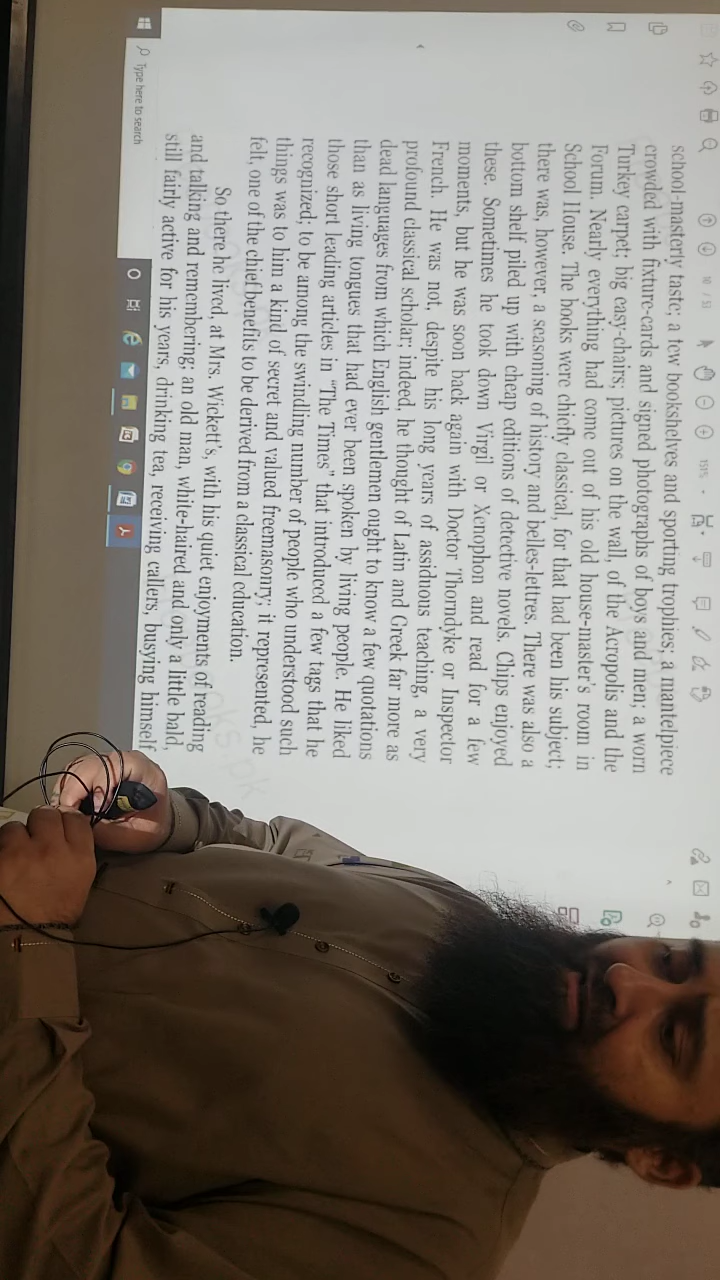 10 / 51
151%
school-masterly taste; a few bookshelves and sporting trophies; a mantelpiece
crowded with fixture-cards and signed photographs of boys and men; a worn
Turkey carpet; big easy-chairs; pictures on the wall, of the Acropolis and the
Forum. Nearly everything had come out of his old house-master's room in
School House. The books were chiefly classical, for that had been his subject;
there was, however, a seasoning of history and belles-lettres. There was also a
bottom shelf piled up with cheap editions of detective novels. Chips enjoyed
these. Sometimes he took down Virgil or Xenophon and read for a few
moments, but he was soon back again with Doctor Thorndyke or Inspector
French. He was not, despite his long years of assiduous teaching, a very
profound classical scholar; indeed, he thought of Latin and Greek far more as
dead languages from which English gentlemen ought to know a few quotations
than as living tongues that had ever been spoken by living people. He liked
those short leading articles in "The Times" that introduced a few tags that he
recognized; to be among the swindling number of people who understood such
things was to him a kind of secret and valued freemasonry; it represented, he
felt, one of the chief benefits to be derived from a classical education.
So there he lived, at Mrs. Wickett's, with his quiet enjoyments of reading
and talking and remembering; an old man, white-haired and only a little bald,
still fairly active for his years, drinking tea, receiving callers, busying himself
Type here to search